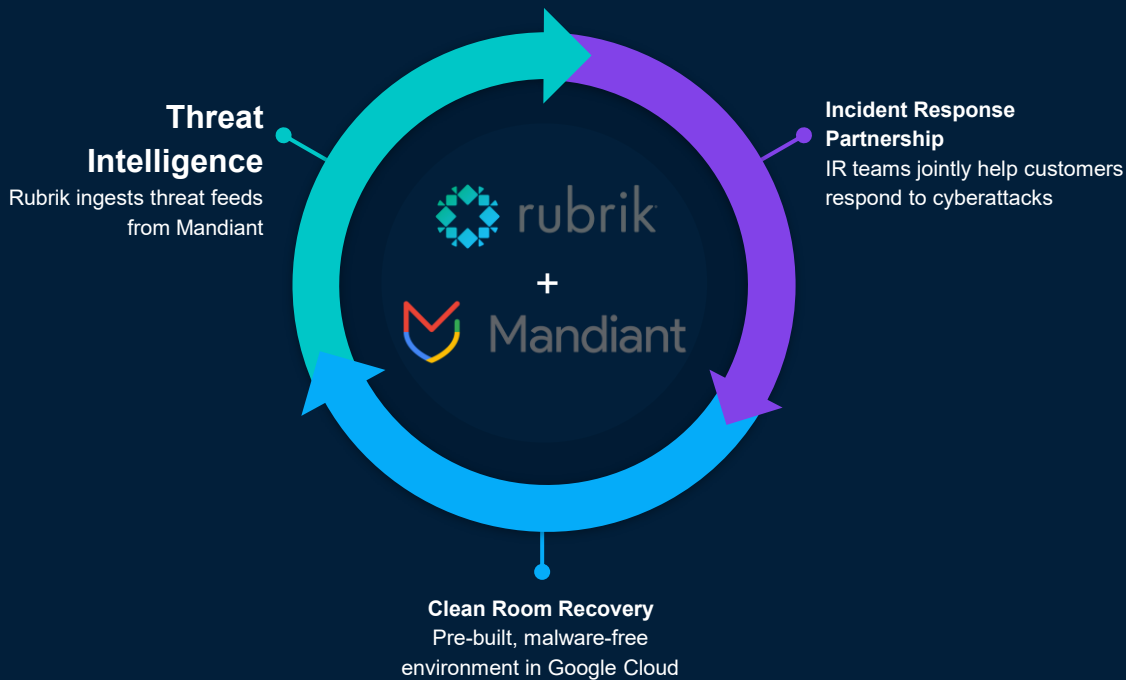 Threat
Intelligence
Rubrik ingests threat feeds
from Mandiant
Incident Response
Partnership
IR teams jointly help customers
respond to cyberattacks
rubrik
+
Mandiant
Clean Room Recovery
Pre-built, malware-free
environment in Google Cloud